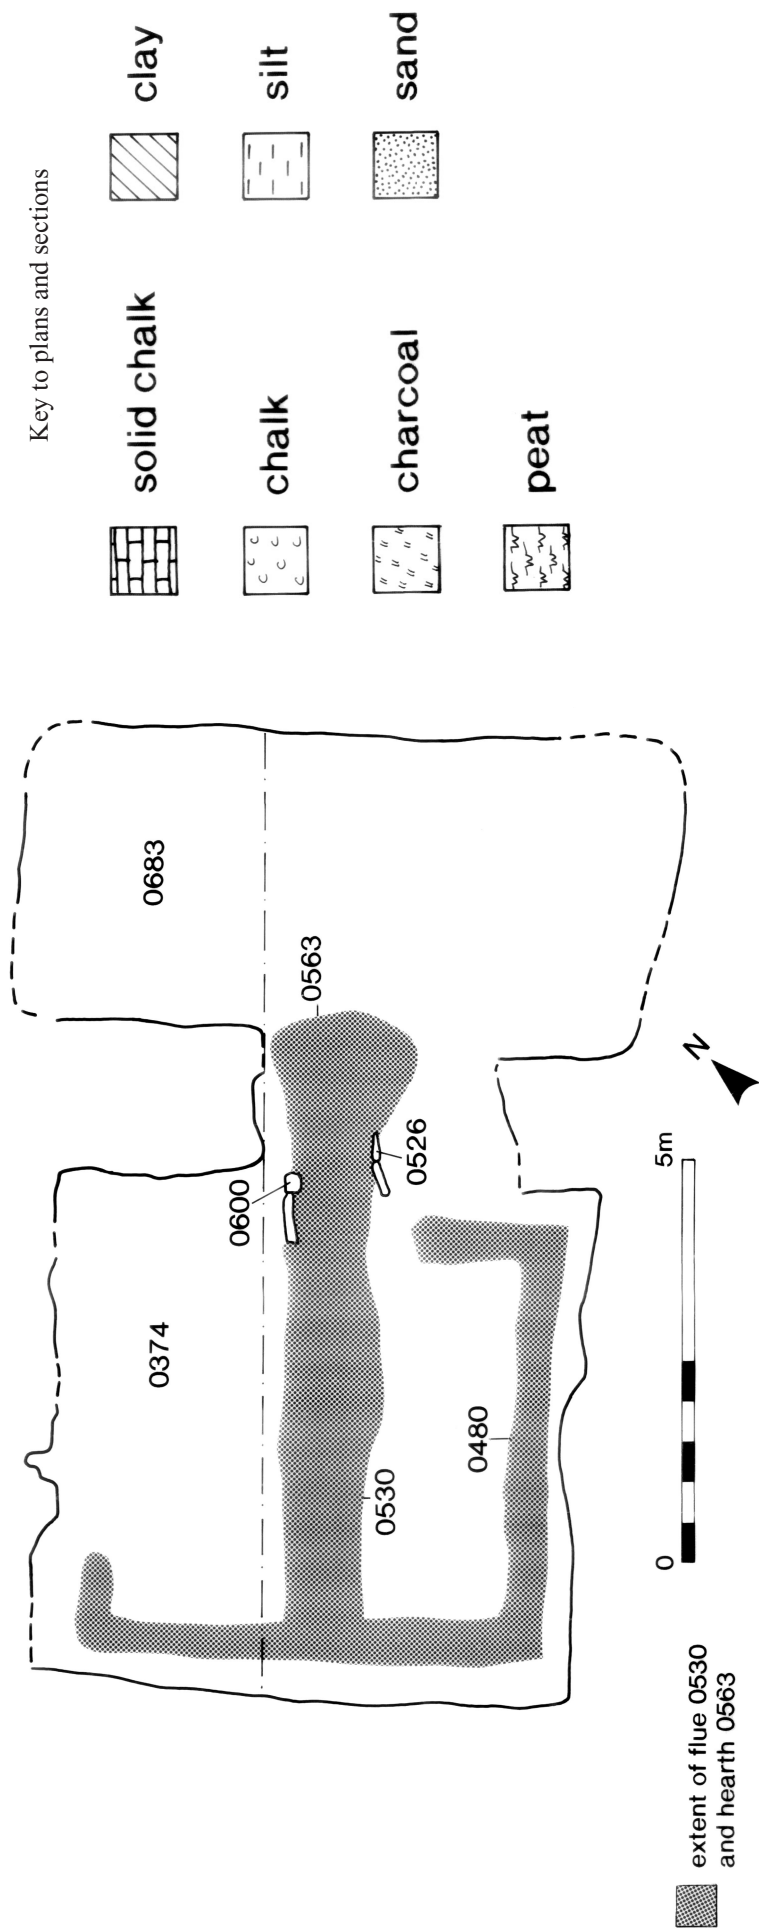 Key to plans and sections
solid chalk
clay
chalk
silt
charcoal
sand
peat
0683
0563
0374
0600
0526
0530
0480
N
0
5m
extent of flue 0530
and hearth 0563